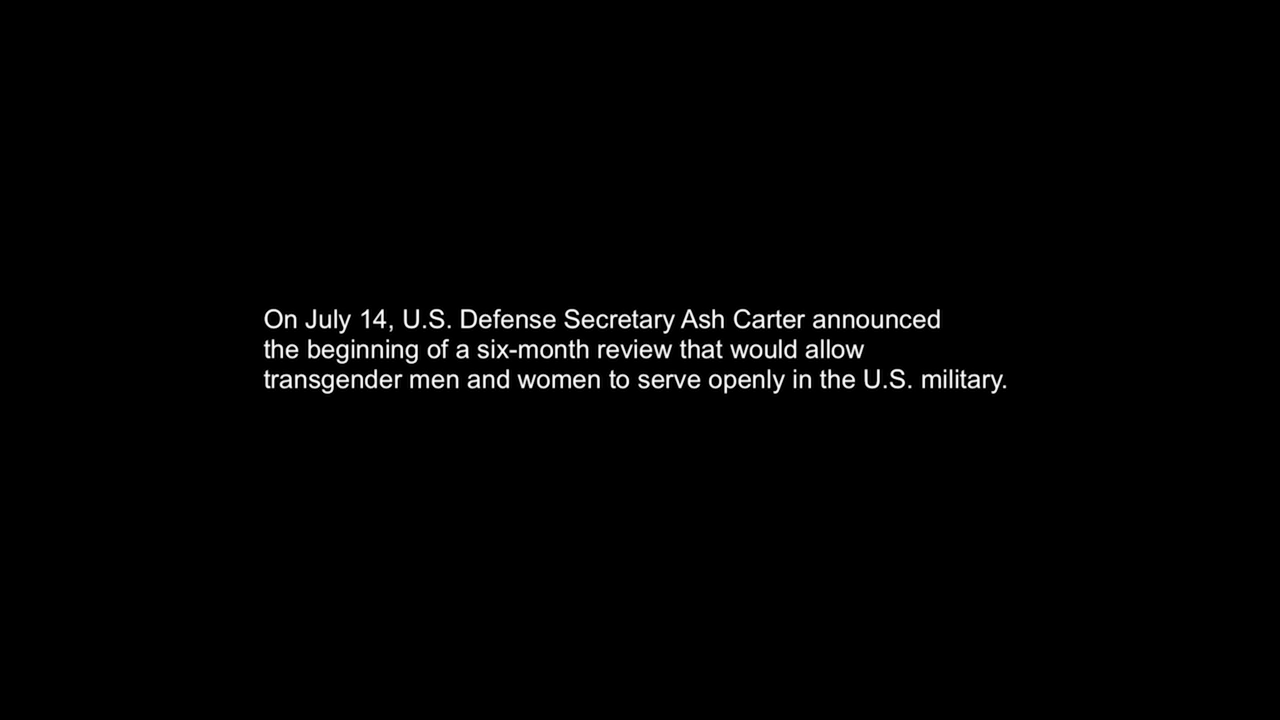 On July 14, U.S. Defense Secretary Ash Carter announced
the beginning of a six-month review that would allow
transgender men and women to serve openly in the U.S. military.